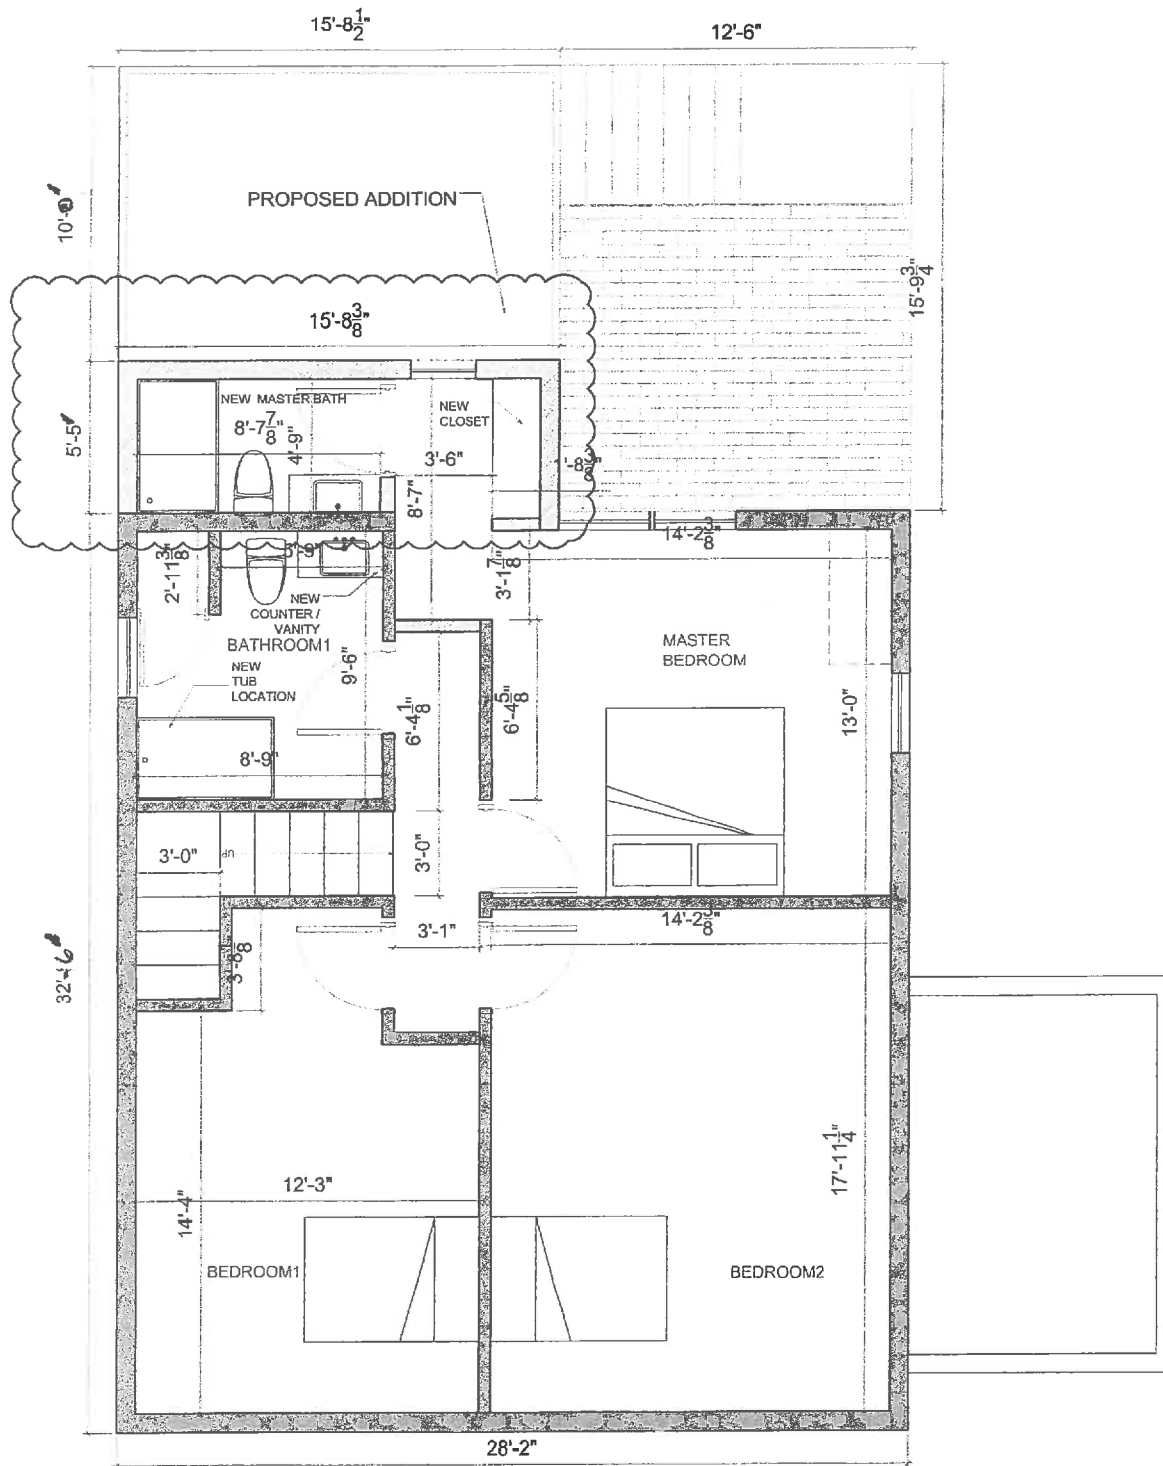 15'-8 1/2"
12'-6"
PROPOSED ADDITION
15'-9 3/4"
15'-8 3/8"
5'-5"
NEW MASTER BATH
8'-7 7/8"
4'-9"
NEW
CLOSET
3'-6"
8'-7"
14'-2 3/8"
2'-11 3/8"
3'-1 7/8"
NEW
COUNTER /
VANITY
BATHROOM1
NEW
TUB
LOCATION
9'-6"
8'-9"
6'-4 1/8"
6'-4 5/8"
MASTER
BEDROOM
13'-0"
3'-0"
UP
3'-0"
3'-1"
14'-2 3/8"
12'-3"
14'-4"
17'-11 1/4"
BEDROOM1
BEDROOM2
28'-2"